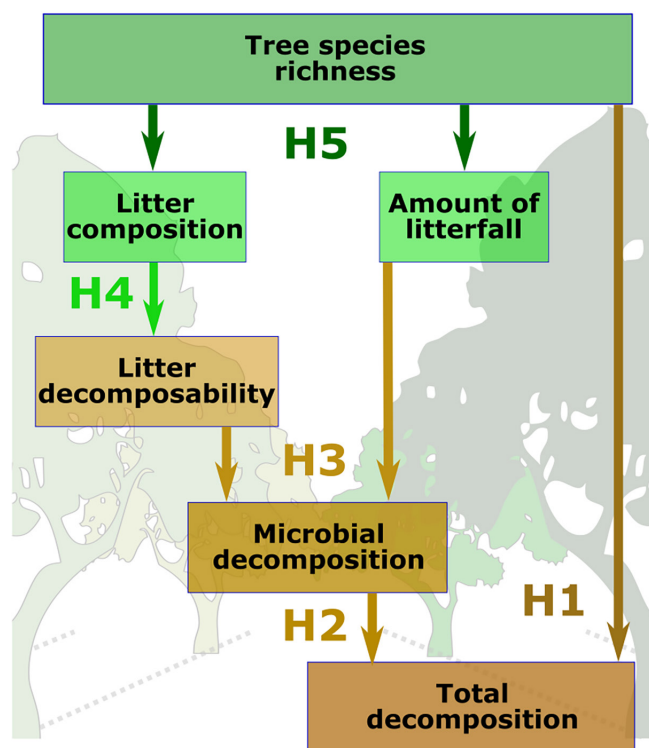 Tree species
richness
H5
Litter
composition
Amount of
litterfall
H4
Litter
decomposability
H3
Microbial
decomposition
H2
H1
Total
decomposition